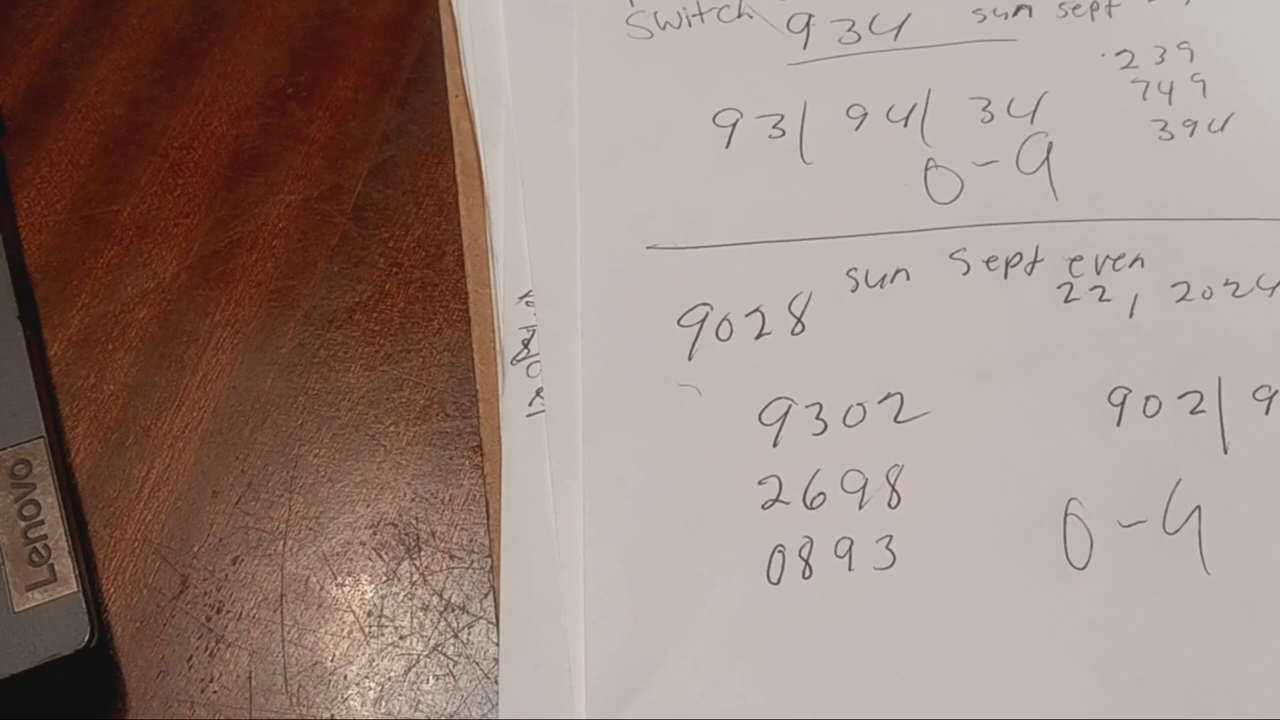 switch 934 sun sept
239
749
394
93/ 94/ 34
0-9
sun sept even
22, 2024
9028
9302
2698
0893
902/ 9
0-9
Lenovo